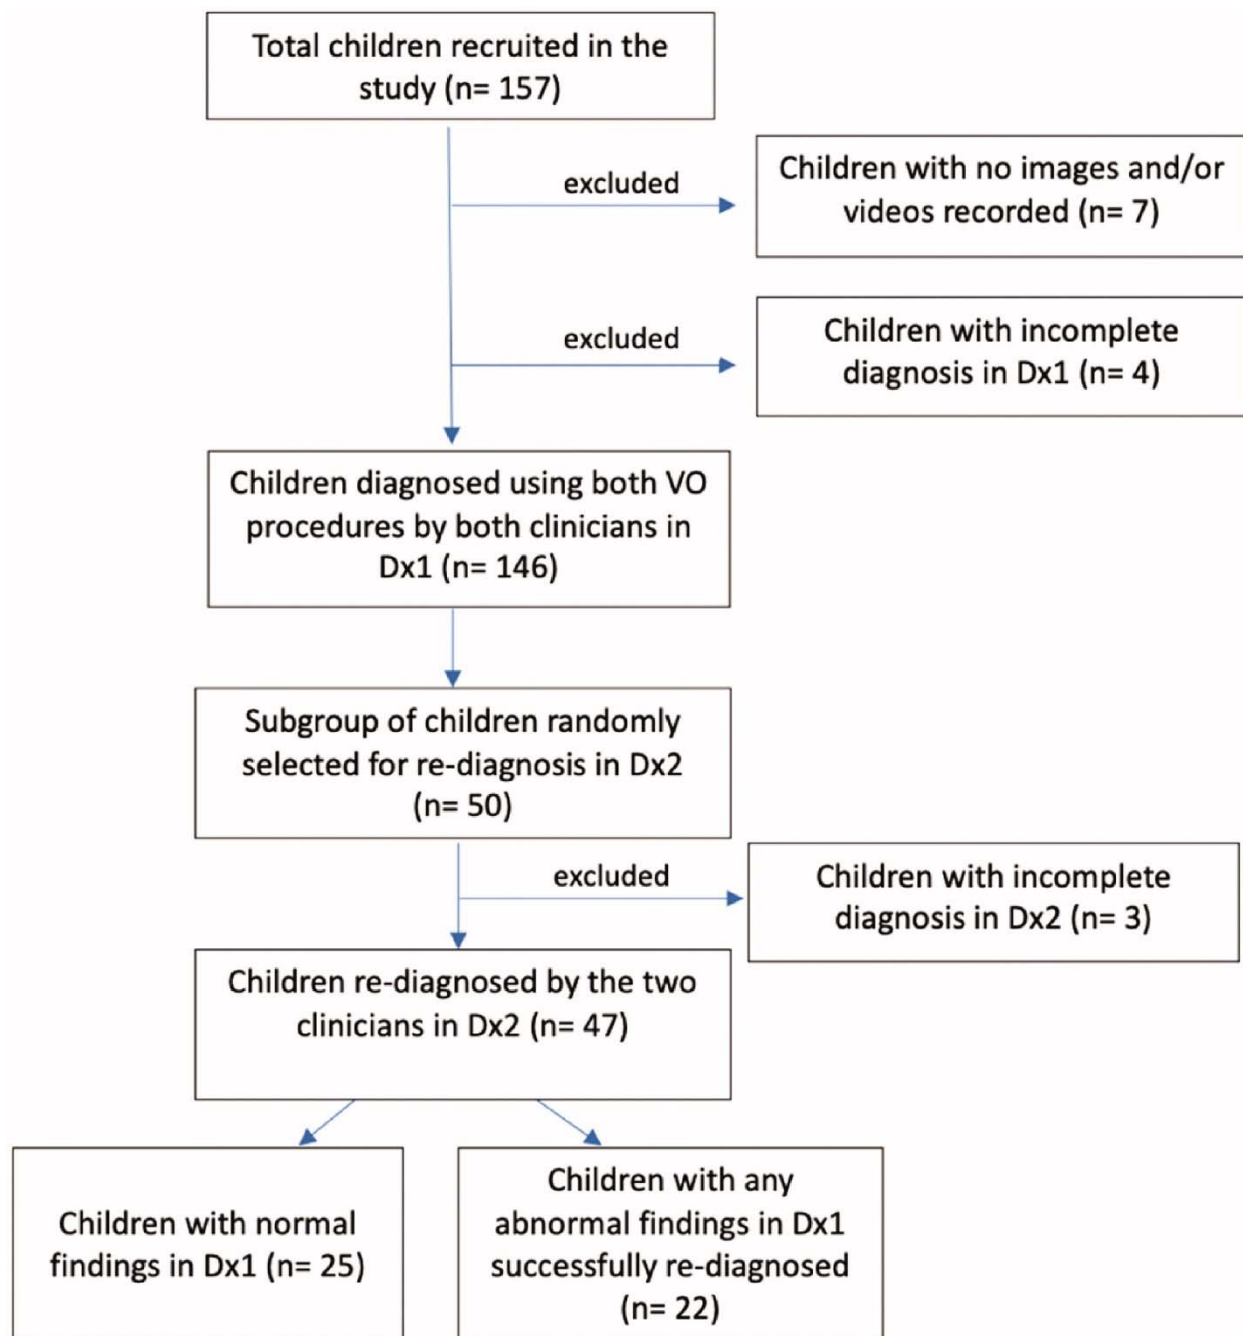 Total children recruited in the
study (n= 157)
excluded
Children with no images and/or
videos recorded (n= 7)
excluded
Children with incomplete
diagnosis in Dx1 (n= 4)
Children diagnosed using both VO
procedures by both clinicians in
Dx1 (n= 146)
Subgroup of children randomly
selected for re-diagnosis in Dx2
(n= 50)
excluded
Children with incomplete
diagnosis in Dx2 (n= 3)
Children re-diagnosed by the two
clinicians in Dx2 (n= 47)
Children with normal
findings in Dx1 (n= 25)
Children with any
abnormal findings in Dx1
successfully re-diagnosed
(n= 22)